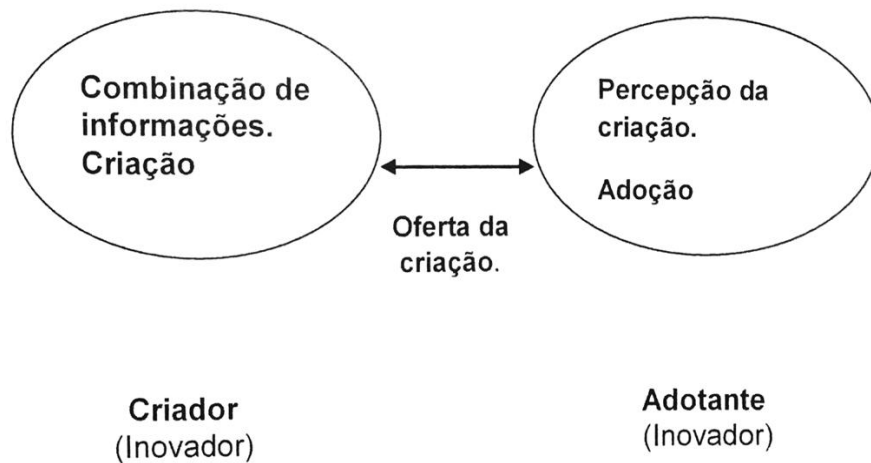 Combinação de
informações.
Criação
Percepção da
criação.
Adoção
Oferta da
criação.
Criador
(Inovador)
Adotante
(Inovador)